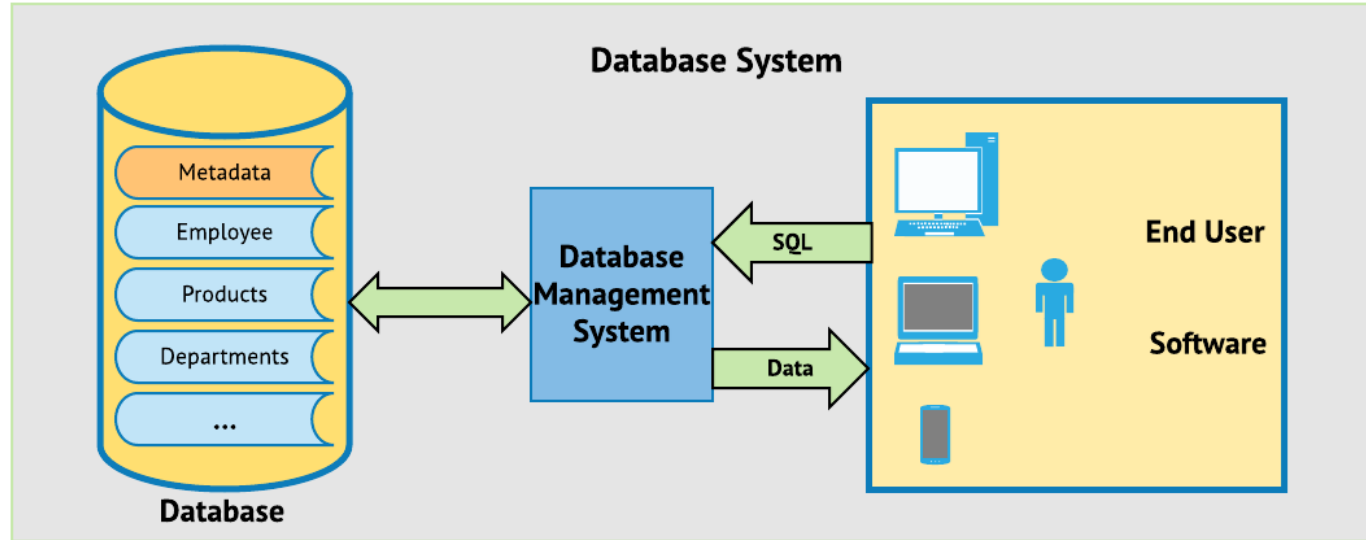 Database System
Metadata
Employee
Products
Departments
...
Database
Database
Management
System
SQL
Data
End User
Software